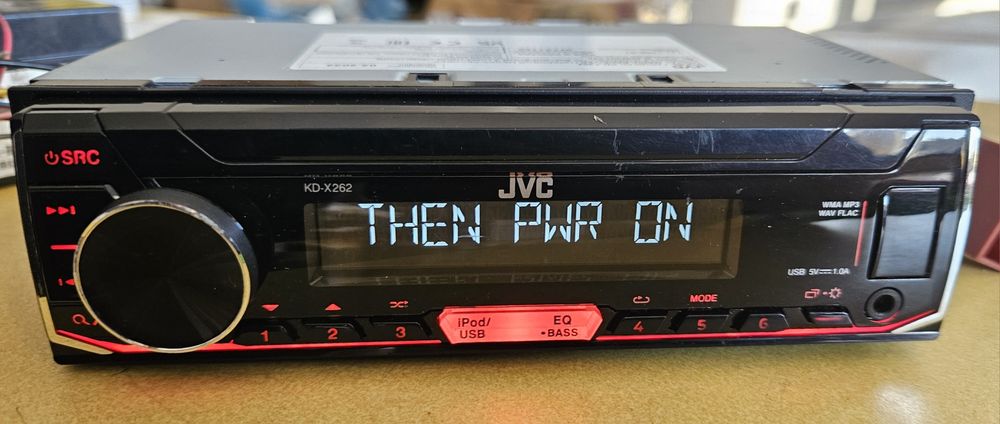 SRC
KD-X262
JVC
THEN PWR ON
WMA MP3
WAV FLAC
USB 5V 1.0A
MODE
1 2 3
iPod/
USB
EQ
•BASS
4 5 6